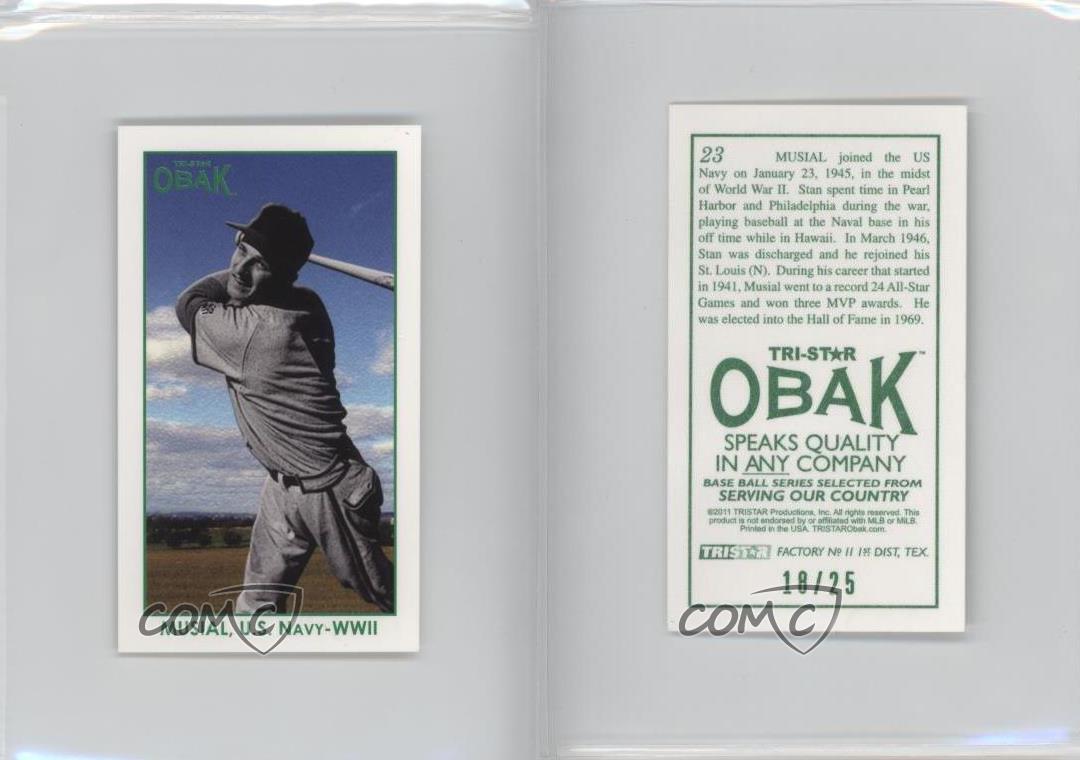 TRI-STAR
OBAK™
MUSIAL, U.S. NAVY-WWII
COMC
23 MUSIAL joined the US
Navy on January 23, 1945, in the midst
of World War II. Stan spent time in Pearl
Harbor and Philadelphia during the war,
playing baseball at the Naval base in his
off time while in Hawaii. In March 1946,
Stan was discharged and he rejoined his
St. Louis (N). During his career that started
in 1941, Musial went to a record 24 All-Star
Games and won three MVP awards. He
was elected into the Hall of Fame in 1969.
TRI-ST★R
OBAK™
SPEAKS QUALITY
IN ANY COMPANY
BASE BALL SERIES SELECTED FROM
SERVING OUR COUNTRY
©2011 TRISTAR Productions, Inc. All rights reserved. This
product is not endorsed by or affiliated with MLB or MiLB.
Printed in the USA. TRISTARObak.com.
TRIST★R FACTORY Nº 11 1st DIST, TEX.
18/25
COMC